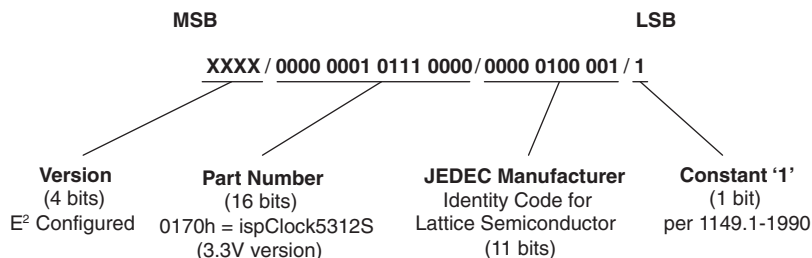 MSB LSB
XXXX / 0000 0001 0111 0000 / 0000 0100 001 / 1
Version
(4 bits)
E² Configured
Part Number
(16 bits)
0170h = ispClock5312S
(3.3V version)
JEDEC Manufacturer
Identity Code for
Lattice Semiconductor
(11 bits)
Constant ‘1’
(1 bit)
per 1149.1-1990